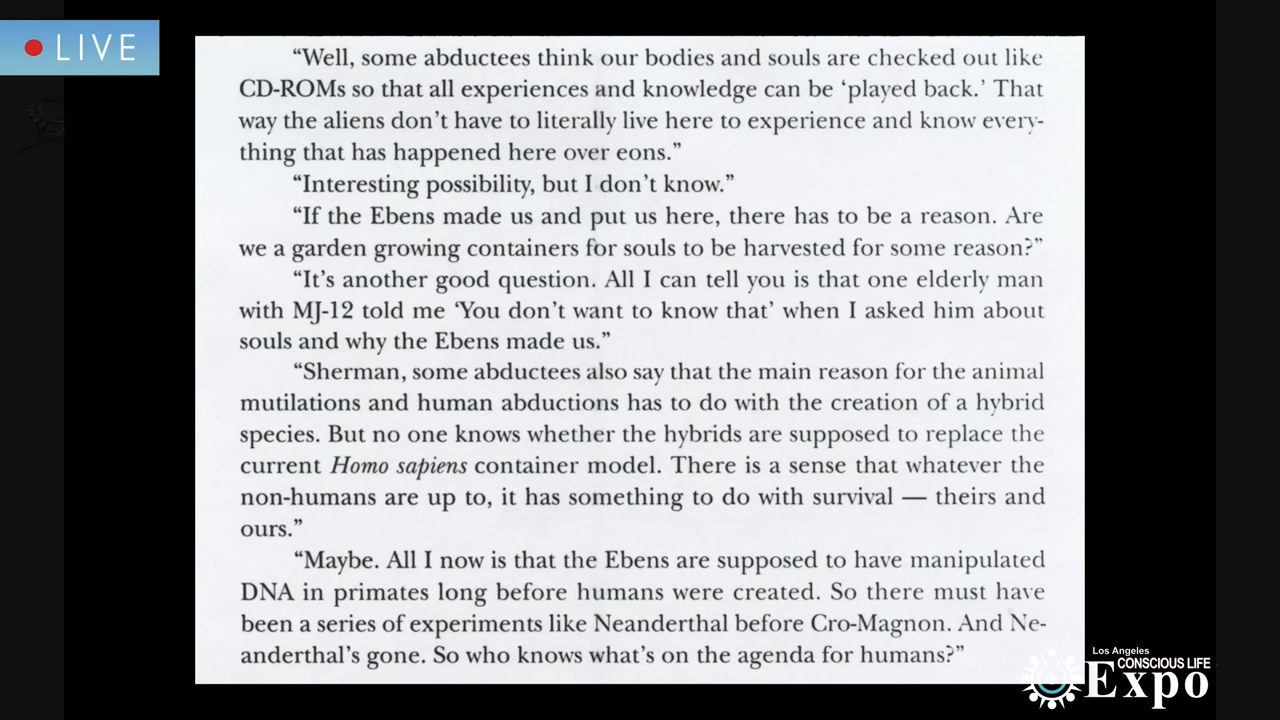 LIVE
“Well, some abductees think our bodies and souls are checked out like
CD-ROMs so that all experiences and knowledge can be ‘played back.’ That
way the aliens don’t have to literally live here to experience and know every-
thing that has happened here over eons.”
“Interesting possibility, but I don’t know.”
“If the Ebens made us and put us here, there has to be a reason. Are
we a garden growing containers for souls to be harvested for some reason?”
“It’s another good question. All I can tell you is that one elderly man
with MJ-12 told me ‘You don’t want to know that’ when I asked him about
souls and why the Ebens made us.”
“Sherman, some abductees also say that the main reason for the animal
mutilations and human abductions has to do with the creation of a hybrid
species. But no one knows whether the hybrids are supposed to replace the
current Homo sapiens container model. There is a sense that whatever the
non-humans are up to, it has something to do with survival — theirs and
ours.”
“Maybe. All I now is that the Ebens are supposed to have manipulated
DNA in primates long before humans were created. So there must have
been a series of experiments like Neanderthal before Cro-Magnon. And Ne-
anderthal’s gone. So who knows what’s on the agenda for humans?”
Los Angeles
CONSCIOUS LIFE
Expo